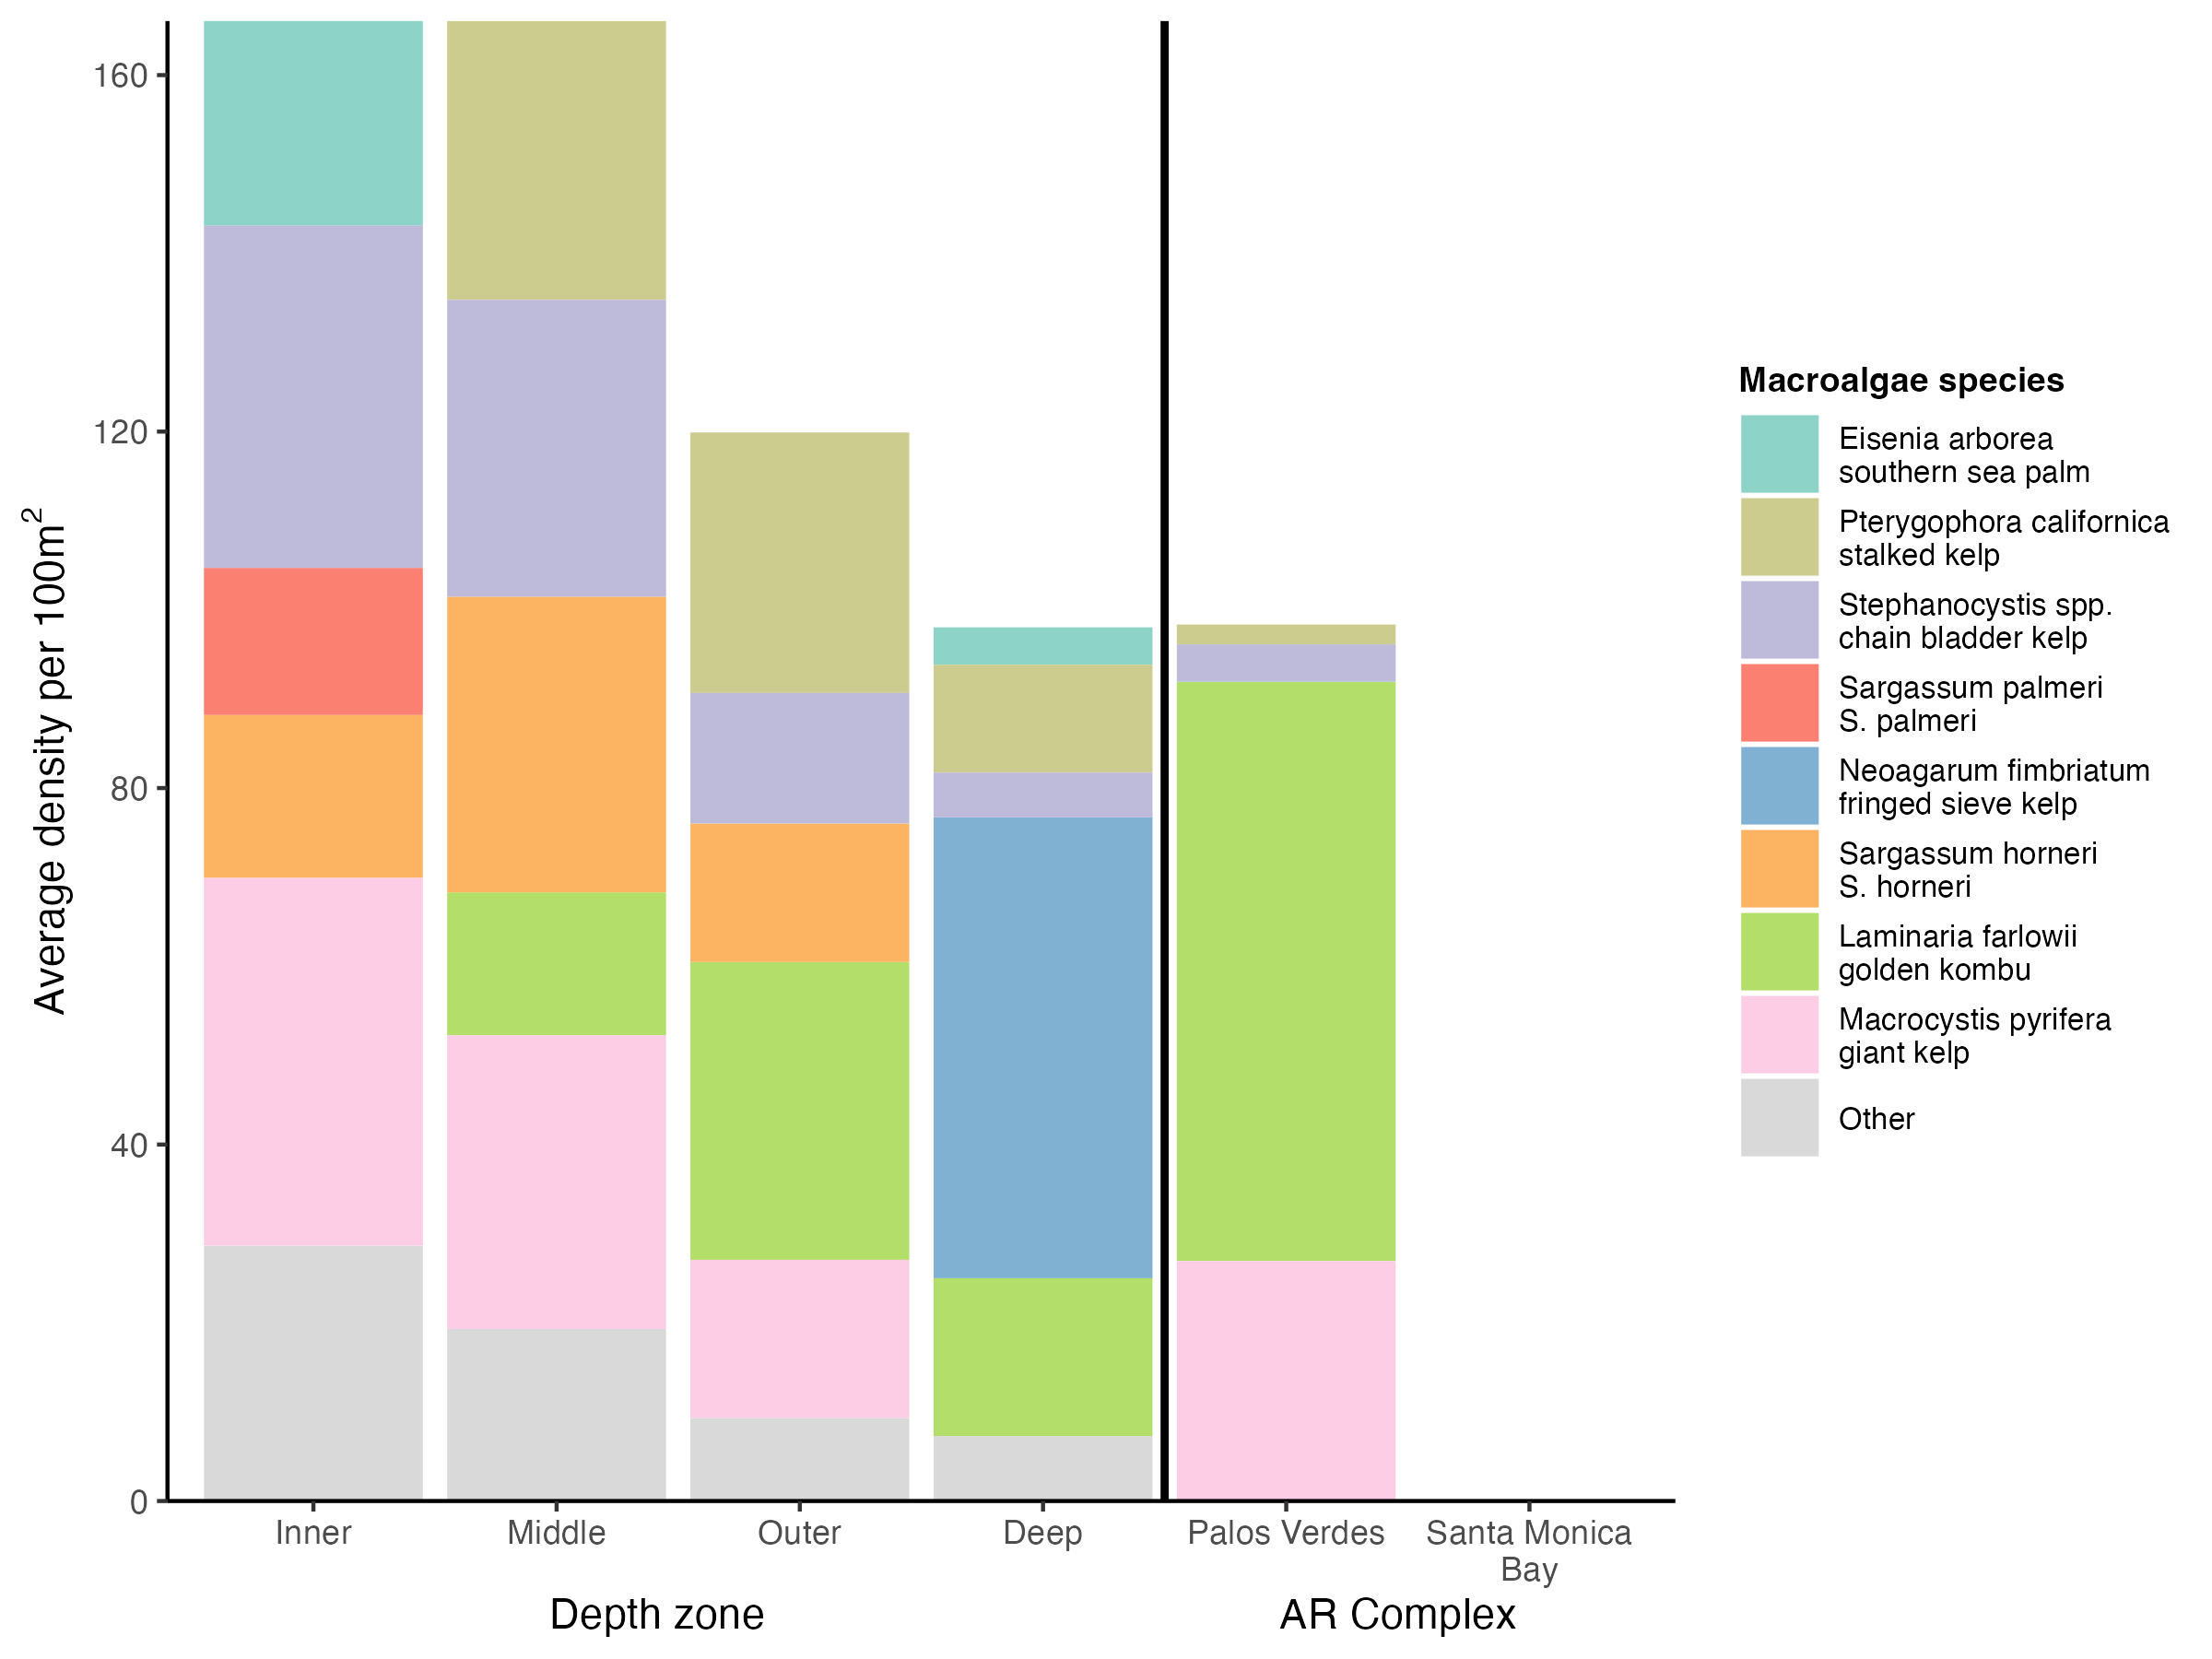 160
120
80
40
0
Average density per 100m²
Inner
Middle
Outer
Deep
Palos Verdes
Santa Monica
Bay
Depth zone
AR Complex
Macroalgae species
Eisenia arborea
southern sea palm
Pterygophora californica
stalked kelp
Stephanocystis spp.
chain bladder kelp
Sargassum palmeri
S. palmeri
Neoagarum fimbriatum
fringed sieve kelp
Sargassum horneri
S. horneri
Laminaria farlowii
golden kombu
Macrocystis pyrifera
giant kelp
Other